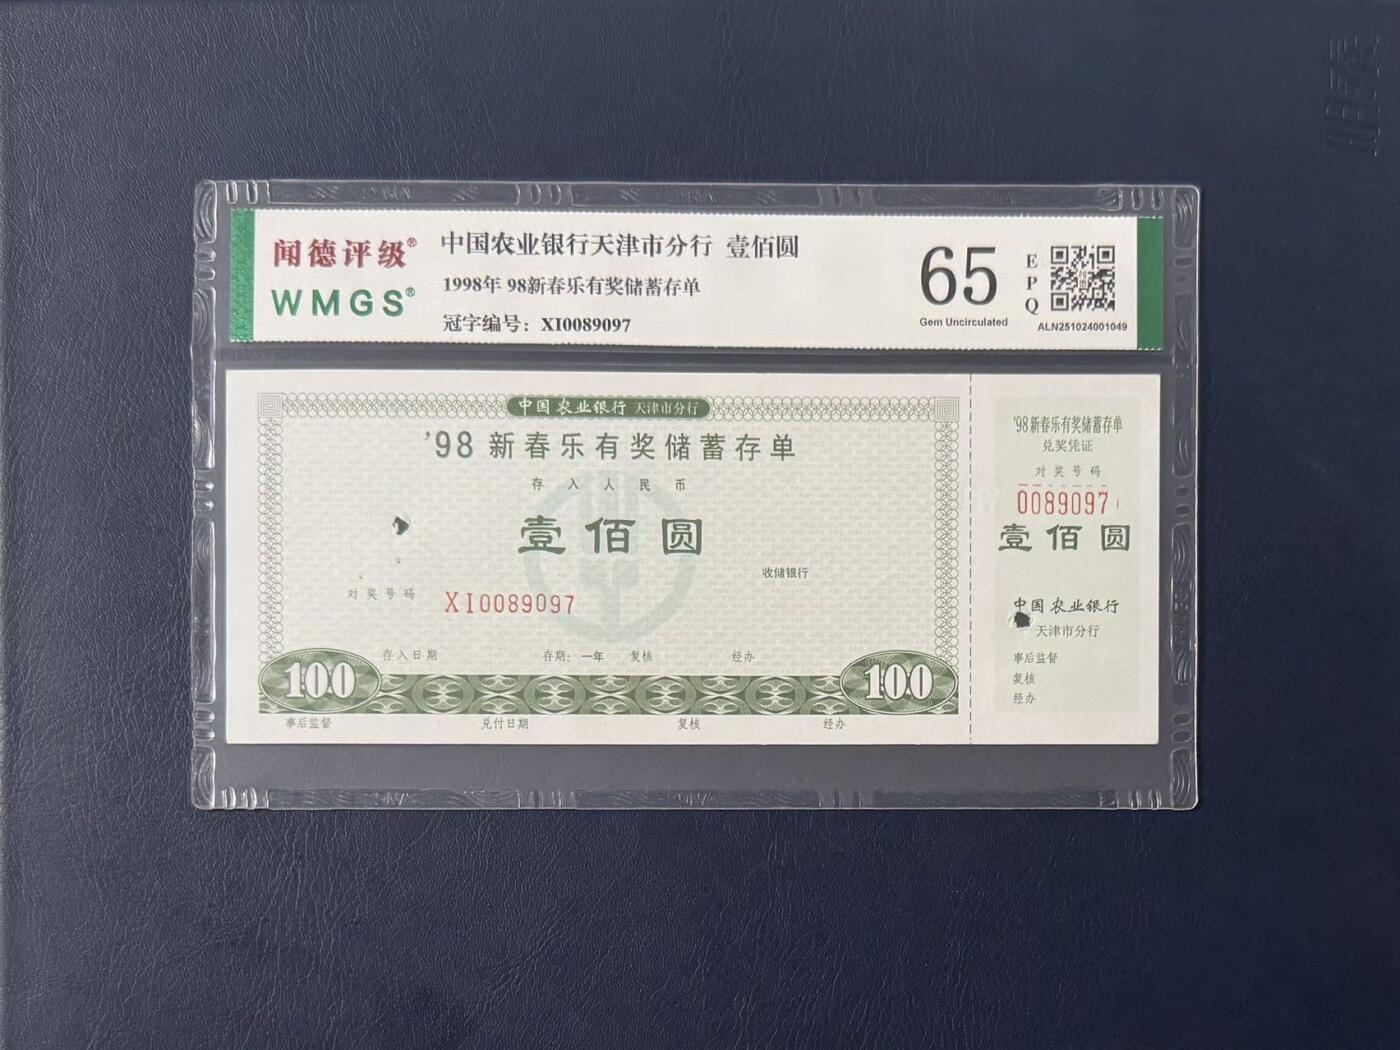 闻德评级®
WMGS®
中国农业银行天津市分行 壹佰圆
1998年 98新春乐有奖储蓄存单
冠字编号：XI0089097
65
EPQ
Gem Uncirculated
ALN251024001049
中国农业银行 天津市分行
'98新春乐有奖储蓄存单
存入人民币
壹佰圆
收储银行
对奖号码 XI0089097
存入日期 存期：一年 复核 经办
100 100
事后监督 兑付日期 复核 经办
'98新春乐有奖储蓄存单
兑奖凭证
对奖号码
0089097
壹佰圆
中国农业银行
天津市分行
事后监督
复核
经办